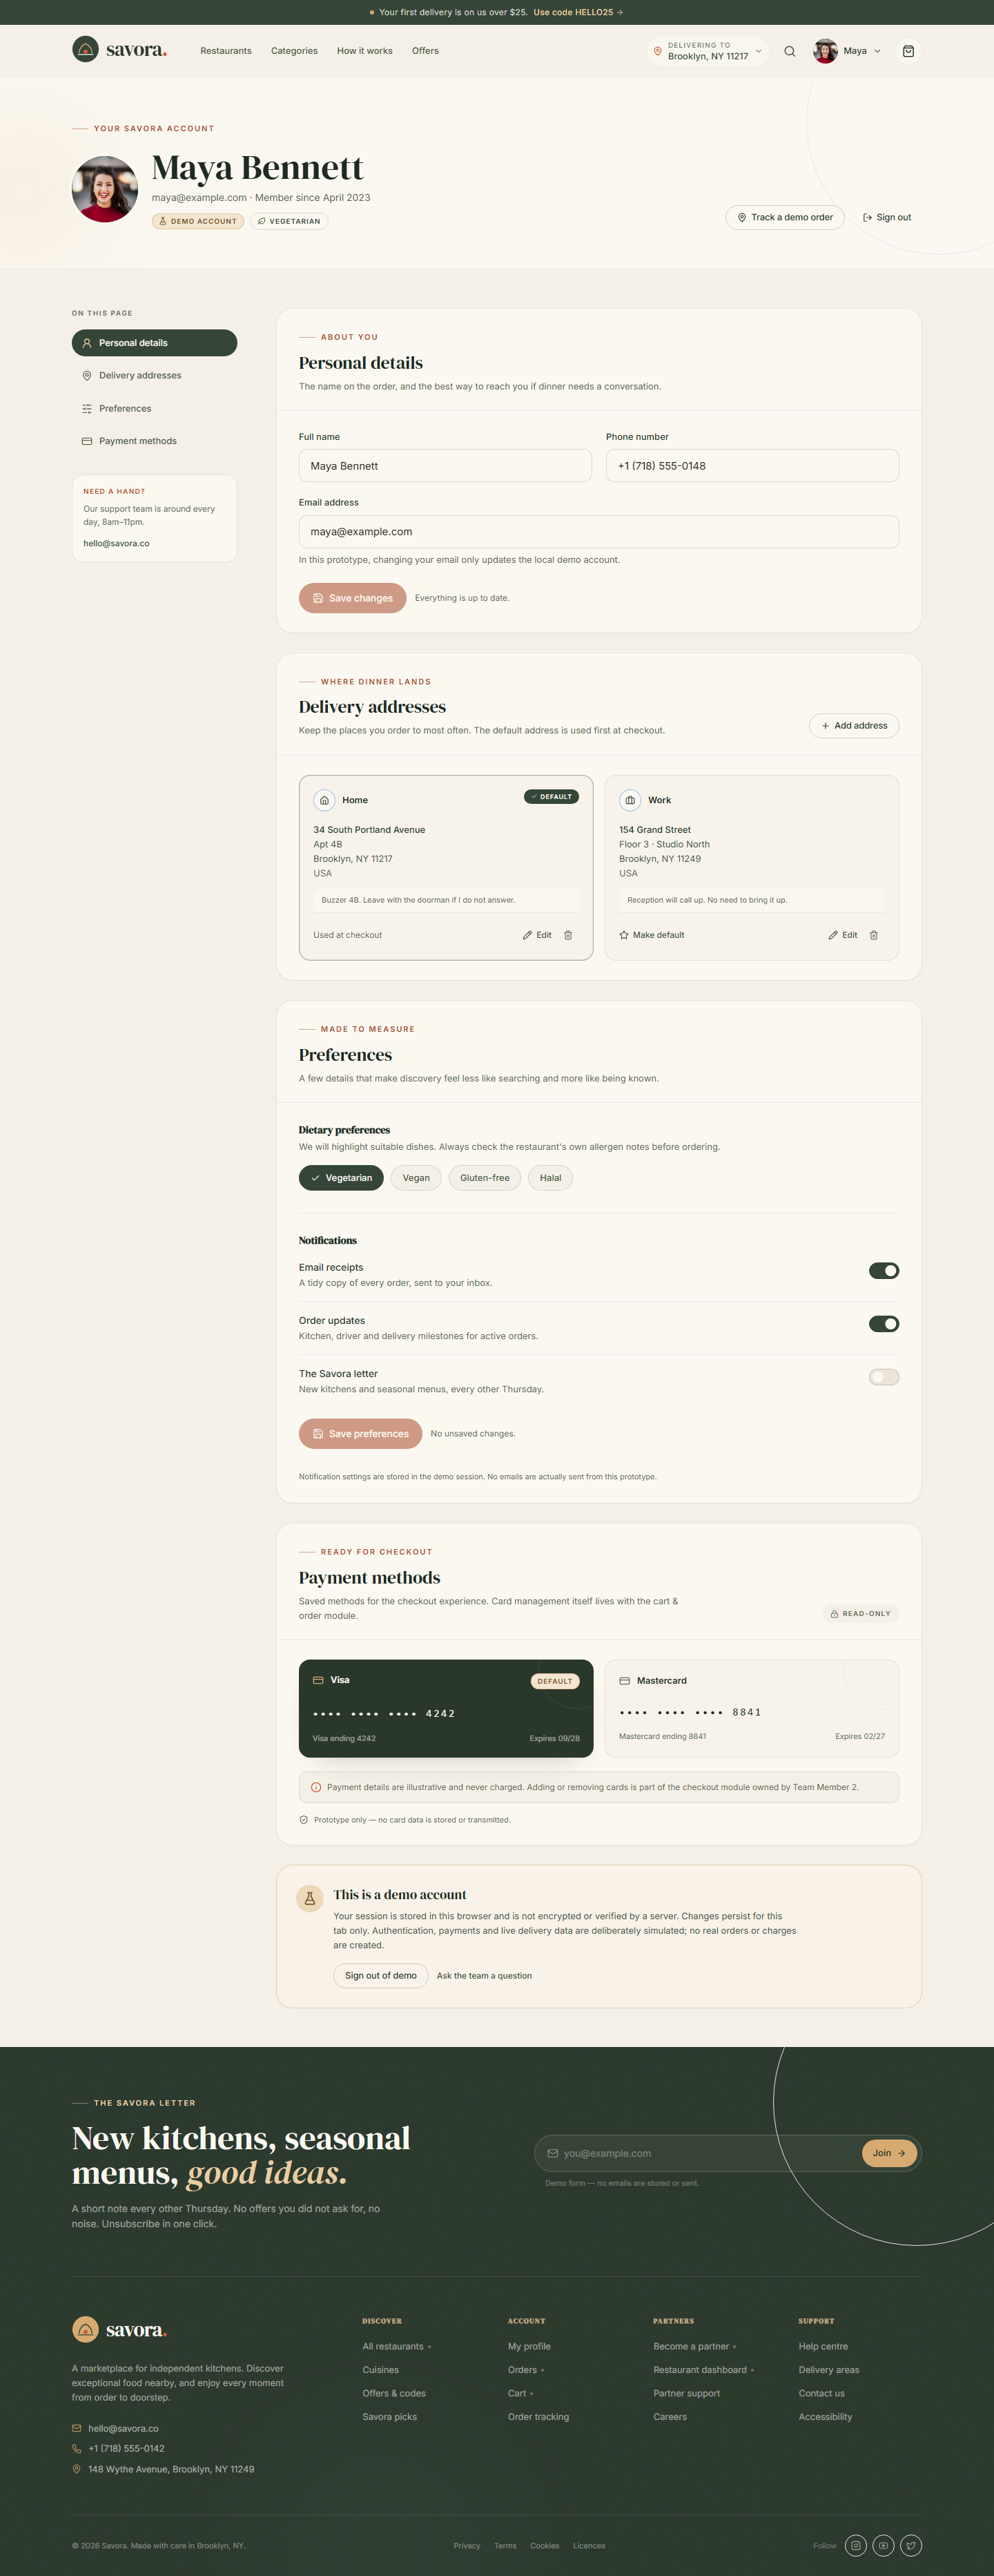 Your first delivery is on us over $25. Use code HELLO25 →
savora.
Restaurants
Categories
How it works
Offers
DELIVERING TO
Brooklyn, NY 11217
Maya
YOUR SAVORA ACCOUNT
Maya Bennett
maya@example.com · Member since April 2023
DEMO ACCOUNT
VEGETARIAN
Track a demo order
Sign out
ON THIS PAGE
Personal details
Delivery addresses
Preferences
Payment methods
NEED A HAND?
Our support team is around every
day, 8am–11pm.
hello@savora.co
ABOUT YOU
Personal details
The name on the order, and the best way to reach you if dinner needs a conversation.
Full name
Phone number
Maya Bennett
+1 (718) 555-0148
Email address
maya@example.com
In this prototype, changing your email only updates the local demo account.
Save changes
Everything is up to date.
WHERE DINNER LANDS
Delivery addresses
Keep the places you order to most often. The default address is used first at checkout.
Add address
Home
DEFAULT
34 South Portland Avenue
Apt 4B
Brooklyn, NY 11217
USA
Buzzer 4B. Leave with the doorman if I do not answer.
Used at checkout
Edit
Work
154 Grand Street
Floor 3 · Studio North
Brooklyn, NY 11249
USA
Reception will call up. No need to bring it up.
Make default
Edit
MADE TO MEASURE
Preferences
A few details that make discovery feel less like searching and more like being known.
Dietary preferences
We will highlight suitable dishes. Always check the restaurant's own allergen notes before ordering.
Vegetarian
Vegan
Gluten-free
Halal
Notifications
Email receipts
A tidy copy of every order, sent to your inbox.
Order updates
Kitchen, driver and delivery milestones for active orders.
The Savora letter
New kitchens and seasonal menus, every other Thursday.
Save preferences
No unsaved changes.
Notification settings are stored in the demo session. No emails are actually sent from this prototype.
READY FOR CHECKOUT
Payment methods
Saved methods for the checkout experience. Card management itself lives with the cart &
order module.
READ-ONLY
Visa
DEFAULT
•••• •••• •••• 4242
Visa ending 4242
Expires 09/28
Mastercard
•••• •••• •••• 8841
Mastercard ending 8841
Expires 02/27
Payment details are illustrative and never charged. Adding or removing cards is part of the checkout module owned by Team Member 2.
Prototype only — no card data is stored or transmitted.
This is a demo account
Your session is stored in this browser and is not encrypted or verified by a server. Changes persist for this
tab only. Authentication, payments and live delivery data are deliberately simulated; no real orders or charges
are created.
Sign out of demo
Ask the team a question
THE SAVORA LETTER
New kitchens, seasonal
menus, good ideas.
A short note every other Thursday. No offers you did not ask for, no
noise. Unsubscribe in one click.
you@example.com
Join →
Demo form — no emails are stored or sent.
savora.
A marketplace for independent kitchens. Discover
exceptional food nearby, and enjoy every moment
from order to doorstep.
hello@savora.co
+1 (718) 555-0142
148 Wythe Avenue, Brooklyn, NY 11249
DISCOVER
All restaurants
Cuisines
Offers & codes
Savora picks
ACCOUNT
My profile
Orders
Cart
Order tracking
PARTNERS
Become a partner
Restaurant dashboard
Partner support
Careers
SUPPORT
Help centre
Delivery areas
Contact us
Accessibility
© 2026 Savora. Made with care in Brooklyn, NY.
Privacy
Terms
Cookies
Licences
Follow